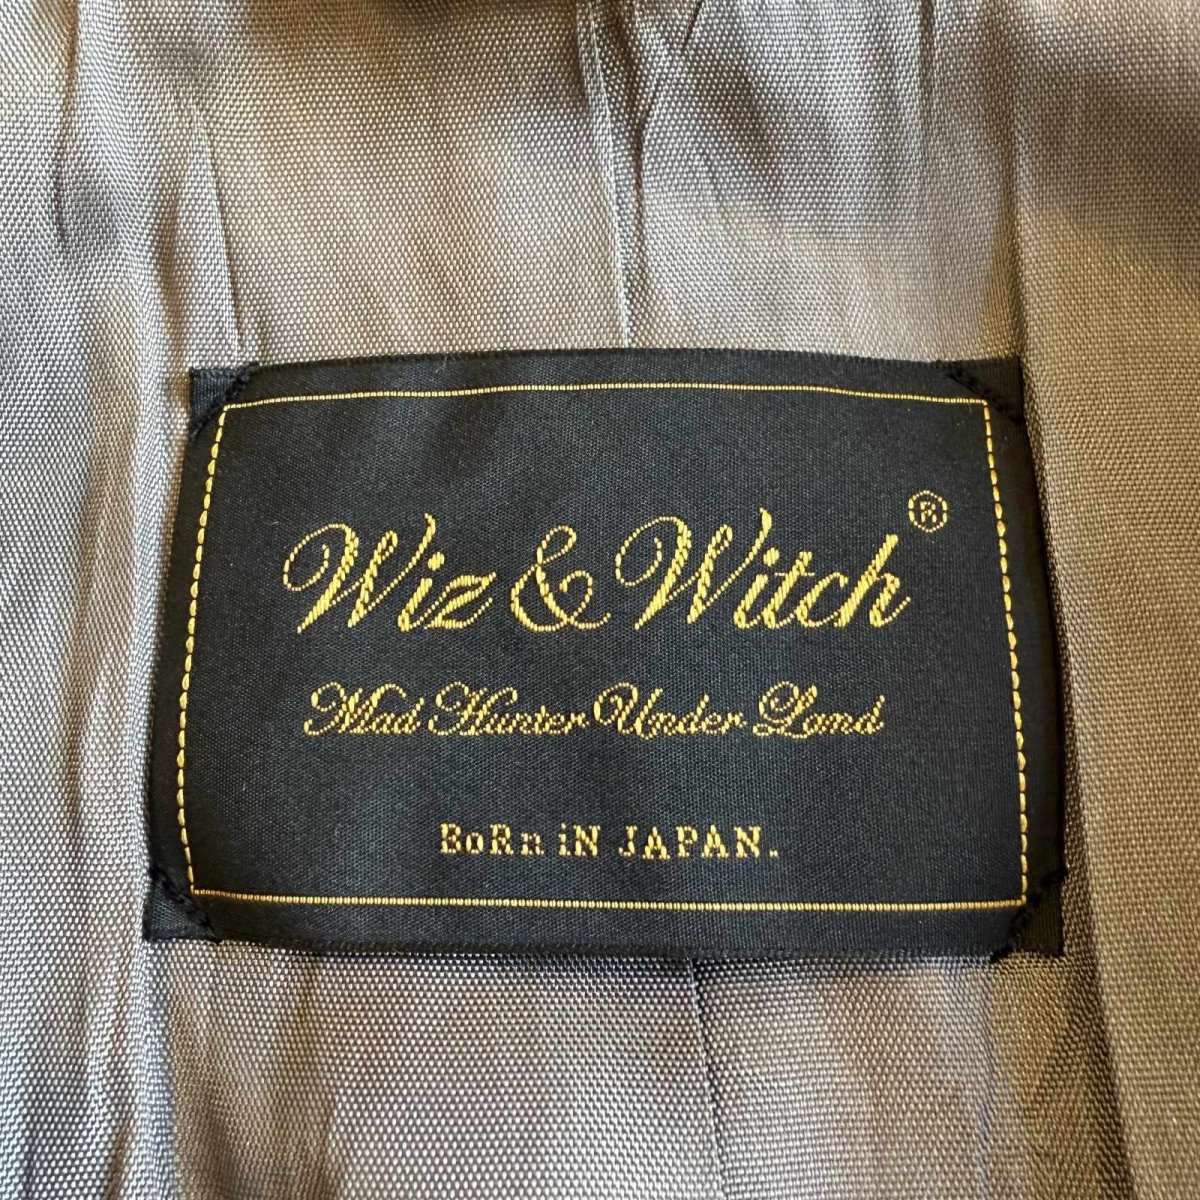 Wiz & Witch®
Mad Hunter Under Land
BoRn iN JAPAN.